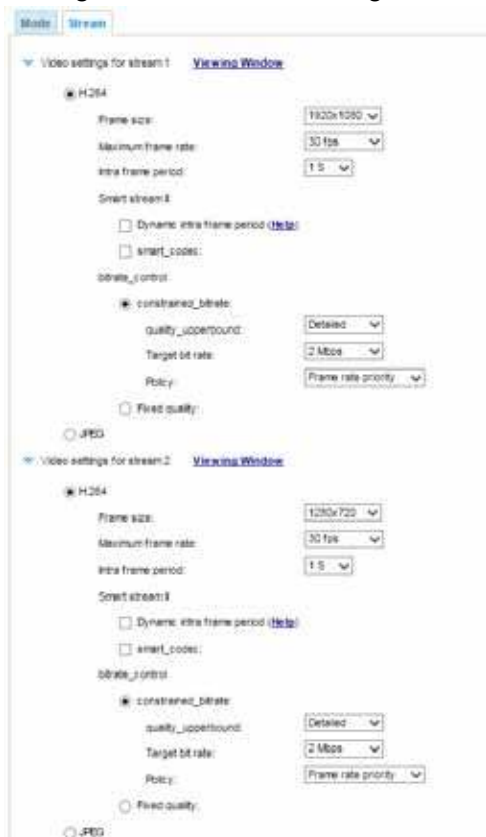 Mode Stream
Video settings for stream 1 Viewing Window
H.264
Frame size: 1920x1080
Maximum frame rate: 30 fps
Intra frame period: 1 S
Smart stream II
Dynamic intra frame period (Help)
smart_codec:
bitrate_control
constrained_bitrate:
quality_upperbound: Detailed
Target bit rate: 2 Mbps
Policy: Frame rate priority
Fixed quality:
JPEG
Video settings for stream 2 Viewing Window
H.264
Frame size: 1280x720
Maximum frame rate: 30 fps
Intra frame period: 1 S
Smart stream II
Dynamic intra frame period (Help)
smart_codec:
bitrate_control
constrained_bitrate:
quality_upperbound: Detailed
Target bit rate: 2 Mbps
Policy: Frame rate priority
Fixed quality:
JPEG